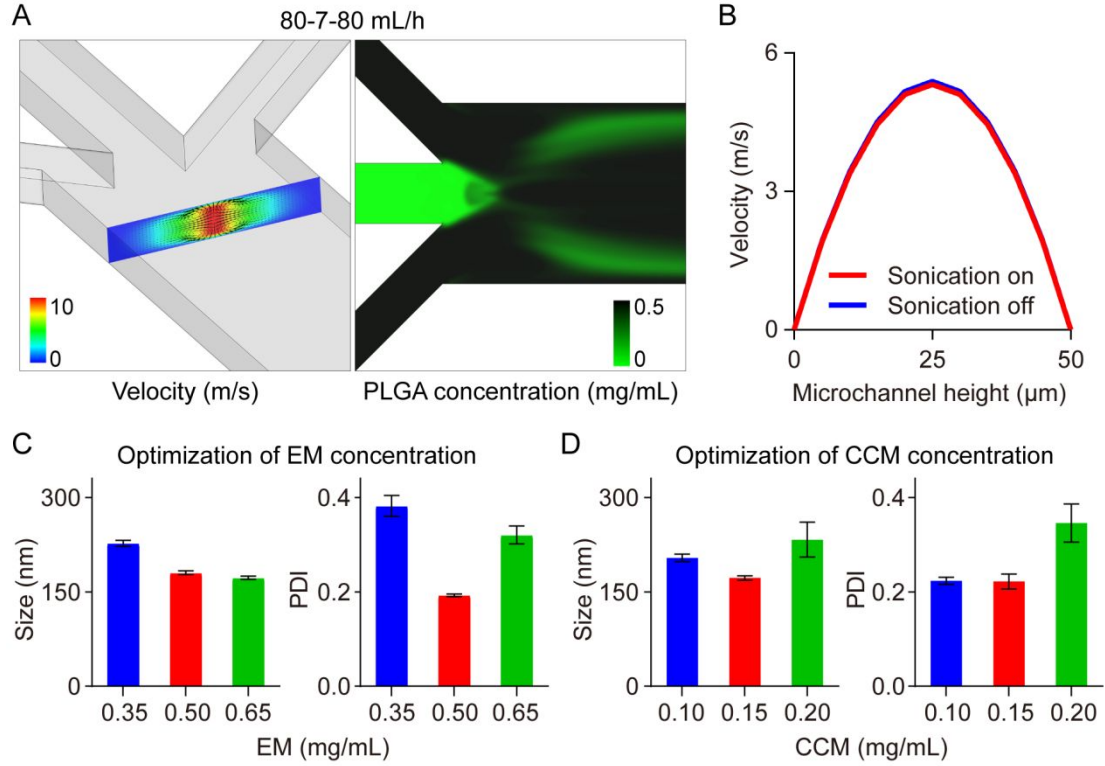 A
80-7-80 mL/h
10
0
Velocity (m/s)
0.5
0
PLGA concentration (mg/mL)
B
6
3
0
Velocity (m/s)
Sonication on
Sonication off
0
25
50
Microchannel height (µm)
C
Optimization of EM concentration
300
150
0
Size (nm)
0.35
0.50
0.65
0.4
0.2
0.0
PDI
0.35
0.50
0.65
EM (mg/mL)
D
Optimization of CCM concentration
300
150
0
Size (nm)
0.10
0.15
0.20
0.4
0.2
0.0
PDI
0.10
0.15
0.20
CCM (mg/mL)